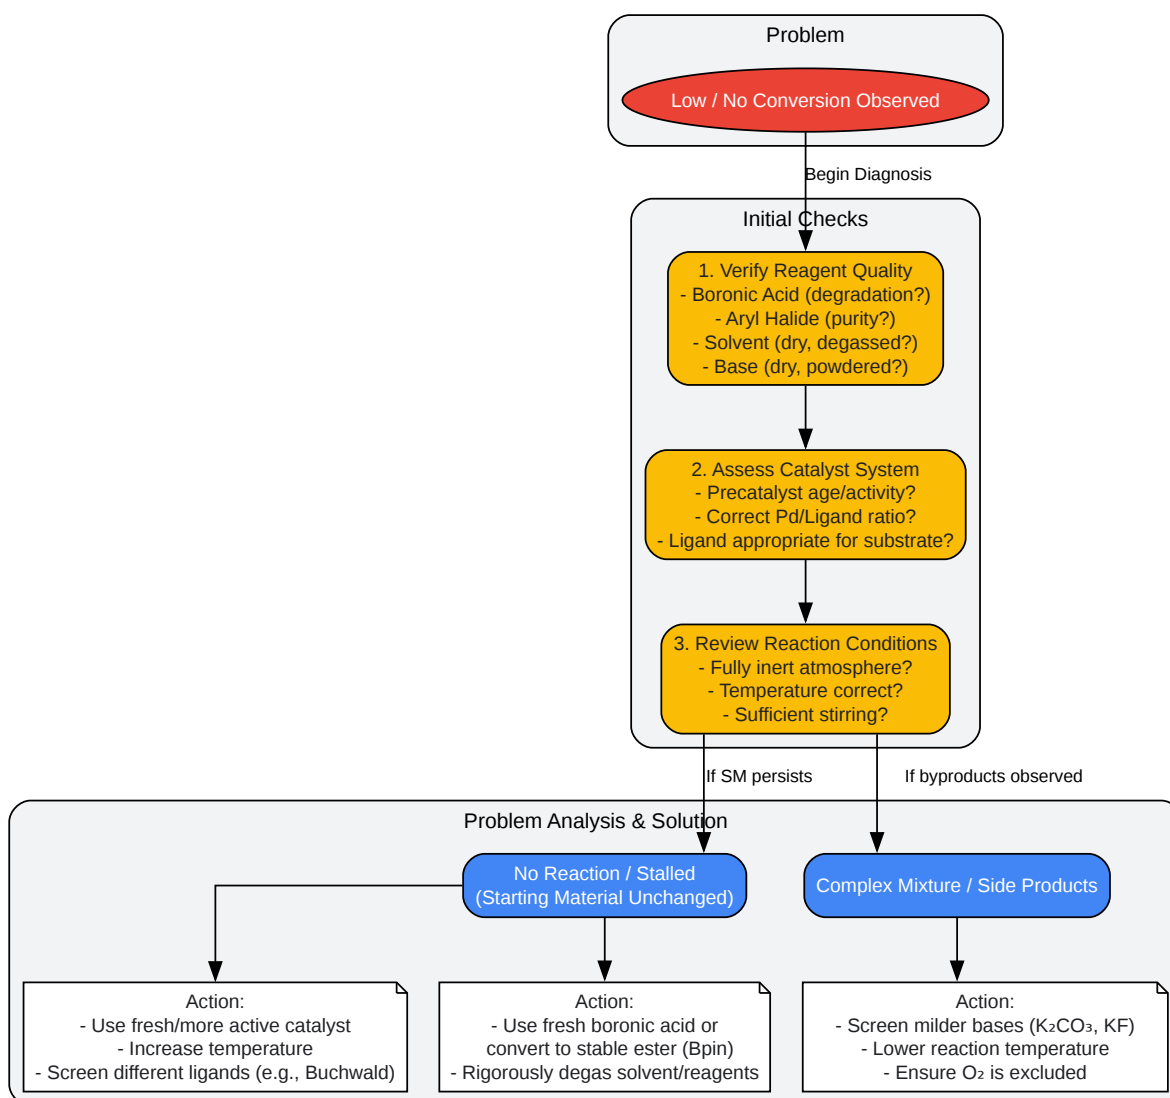 Problem
Low / No Conversion Observed
Begin Diagnosis
Initial Checks
1. Verify Reagent Quality
- Boronic Acid (degradation?)
- Aryl Halide (purity?)
- Solvent (dry, degassed?)
- Base (dry, powdered?)
2. Assess Catalyst System
- Precatalyst age/activity?
- Correct Pd/Ligand ratio?
- Ligand appropriate for substrate?
3. Review Reaction Conditions
- Fully inert atmosphere?
- Temperature correct?
- Sufficient stirring?
If SM persists
If byproducts observed
Problem Analysis & Solution
No Reaction / Stalled
(Starting Material Unchanged)
Complex Mixture / Side Products
Action:
- Use fresh/more active catalyst
- Increase temperature
- Screen different ligands (e.g., Buchwald)
Action:
- Use fresh boronic acid or
convert to stable ester (Bpin)
- Rigorously degas solvent/reagents
Action:
- Screen milder bases (K₂CO₃, KF)
- Lower reaction temperature
- Ensure O₂ is excluded